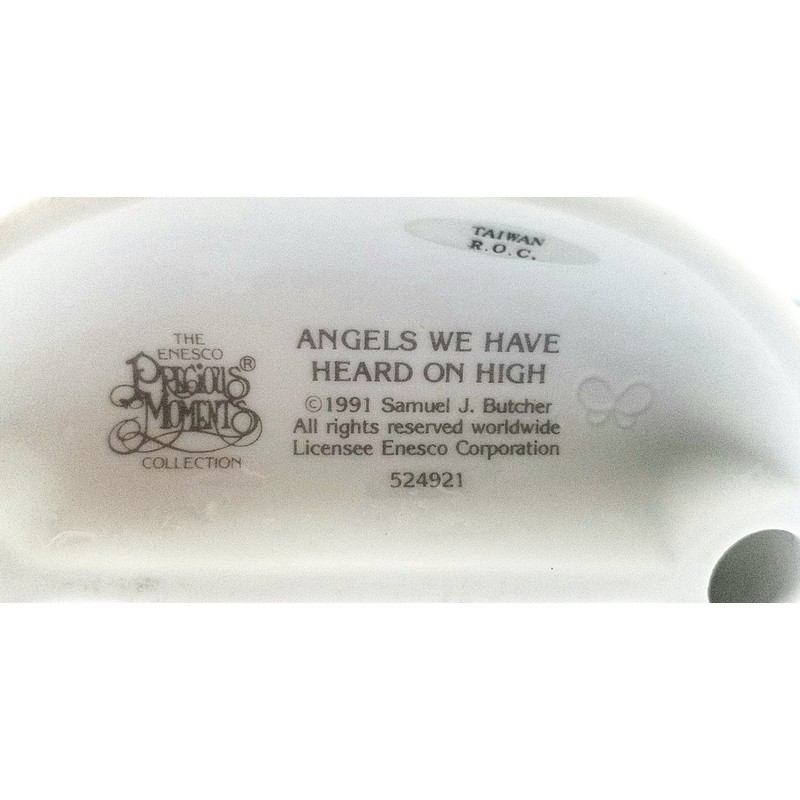 TAIWAN
R.O.C.
THE
ENESCO
PRECIOUS®
MOMENTS
COLLECTION
ANGELS WE HAVE
HEARD ON HIGH
©1991 Samuel J. Butcher
All rights reserved worldwide
Licensee Enesco Corporation
524921